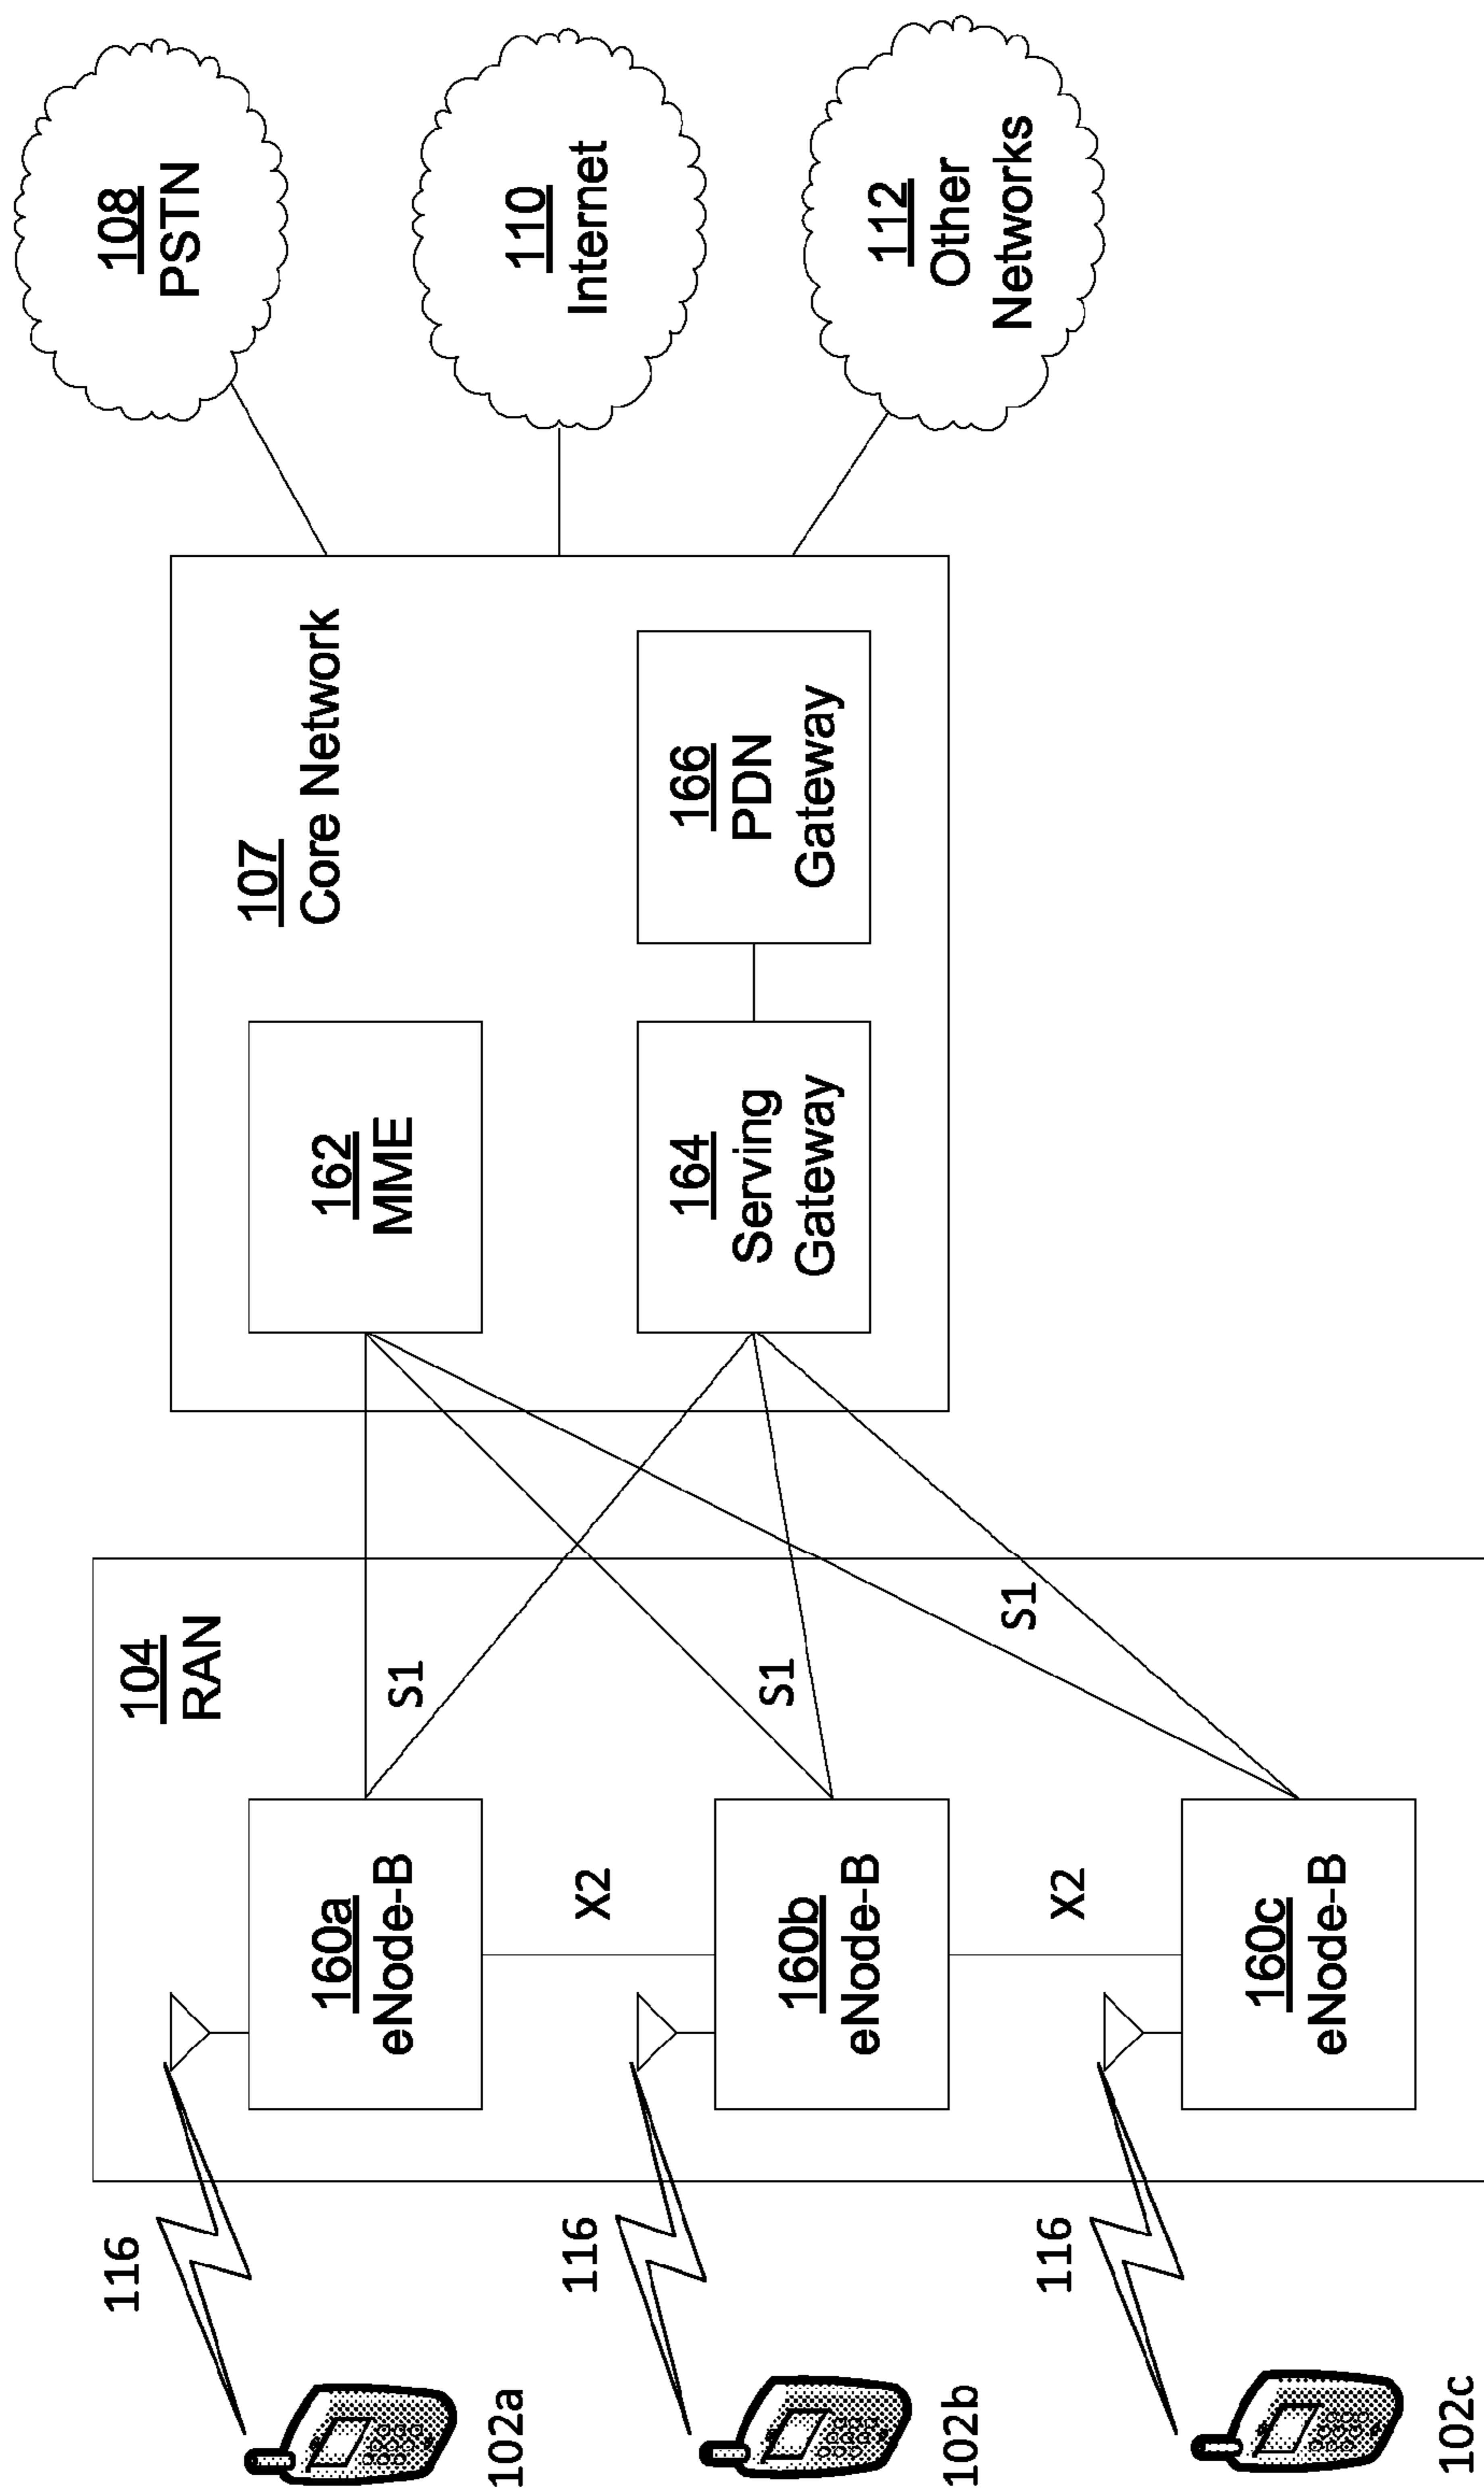 108
PSTN
110
Internet
112
Other
Networks
107
Core Network
162
MME
164
Serving
Gateway
166
PDN
Gateway
104
RAN
S1
S1
S1
160a
eNode-B
X2
160b
eNode-B
X2
160c
eNode-B
116
116
116
102a
102b
102c